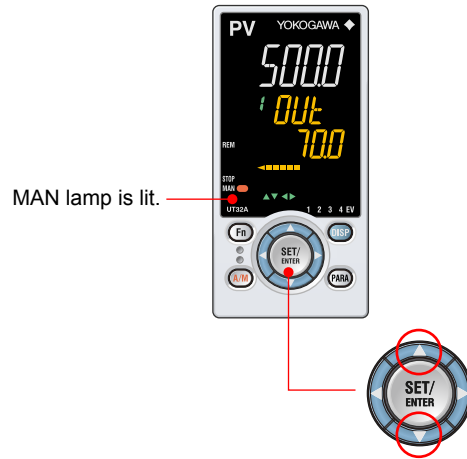 PV YOKOGAWA
500.0
1 OUt
70.0
REM
STOP
MAN
MAN lamp is lit.
UT32A 1 2 3 4 EV
Fn DISP
SET/
ENTER
A/M PARA
SET/
ENTER